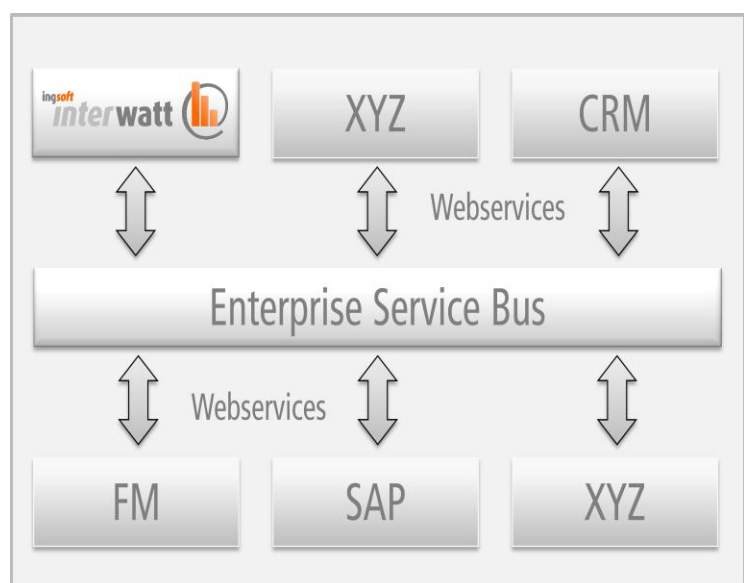 ingsoft
interwatt
XYZ
CRM
Webservices
Enterprise Service Bus
Webservices
FM
SAP
XYZ